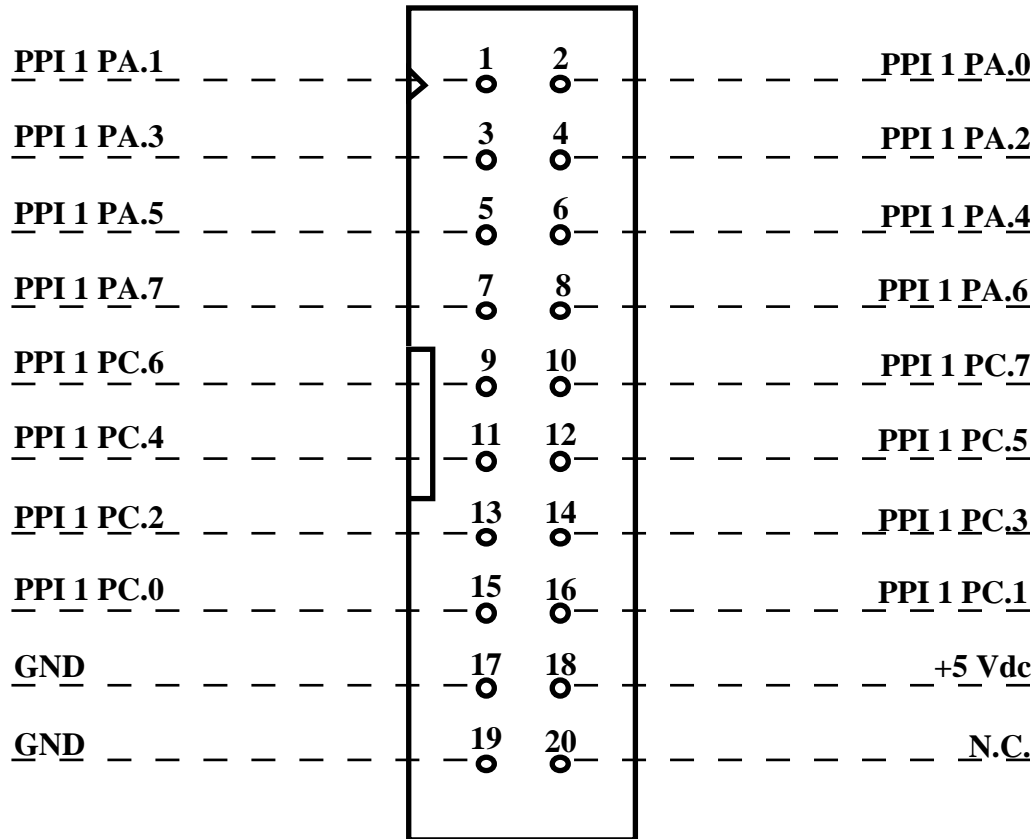 PPI 1 PA.1 1 2 PPI 1 PA.0
PPI 1 PA.3 3 4 PPI 1 PA.2
PPI 1 PA.5 5 6 PPI 1 PA.4
PPI 1 PA.7 7 8 PPI 1 PA.6
PPI 1 PC.6 9 10 PPI 1 PC.7
PPI 1 PC.4 11 12 PPI 1 PC.5
PPI 1 PC.2 13 14 PPI 1 PC.3
PPI 1 PC.0 15 16 PPI 1 PC.1
GND 17 18 +5 Vdc
GND 19 20 N.C.